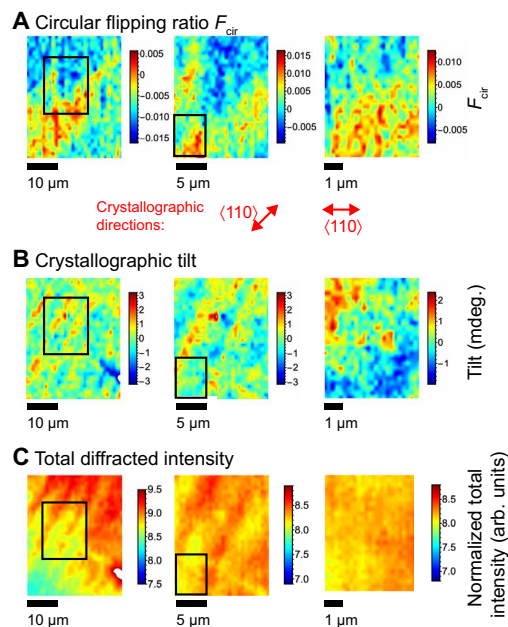 A Circular flipping ratio F_cir
0.005
0
−0.005
−0.010
−0.015
0.015
0.010
0.005
0
−0.005
−0.010
0.010
0.005
0
−0.005
F_cir
10 μm
5 μm
1 μm
Crystallographic
directions:
⟨110⟩
⟨110⟩
B Crystallographic tilt
3
2
1
0
−1
−2
−3
3
2
1
0
−1
−2
−3
2
1
0
−1
Tilt (mdeg.)
10 μm
5 μm
1 μm
C Total diffracted intensity
9.5
9.0
8.5
8.0
7.5
8.5
8.0
7.5
7.0
8.5
8.0
7.5
7.0
Normalized total
intensity (arb. units)
10 μm
5 μm
1 μm